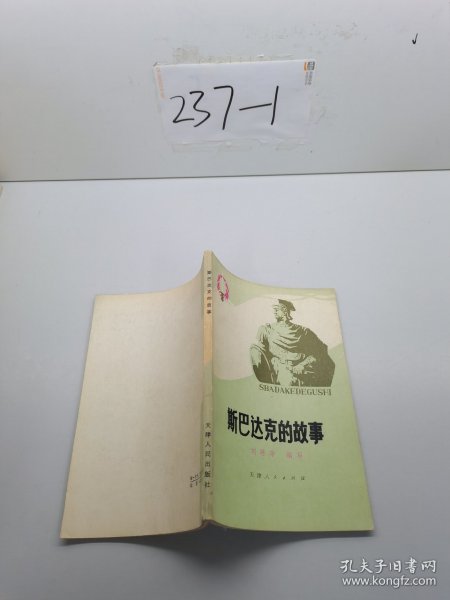 237-1
斯巴达克的故事
天津人民出版社
SBADAKEDEGUSHI
斯巴达克的故事
编写
天津人民出版社
孔夫子旧书网
www.kongfz.com